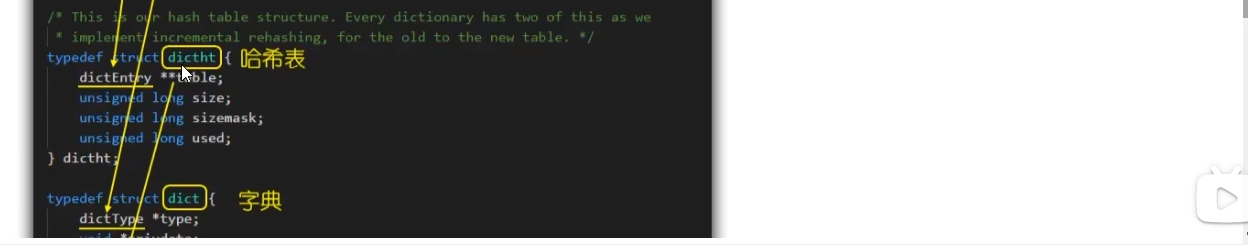 /* This is our hash table structure. Every dictionary has two of this as we
* implement incremental rehashing, for the old to the new table. */
typedef struct dictht { 哈希表
dictEntry **table;
unsigned long size;
unsigned long sizemask;
unsigned long used;
} dictht;
typedef struct dict { 字典
dictType *type;